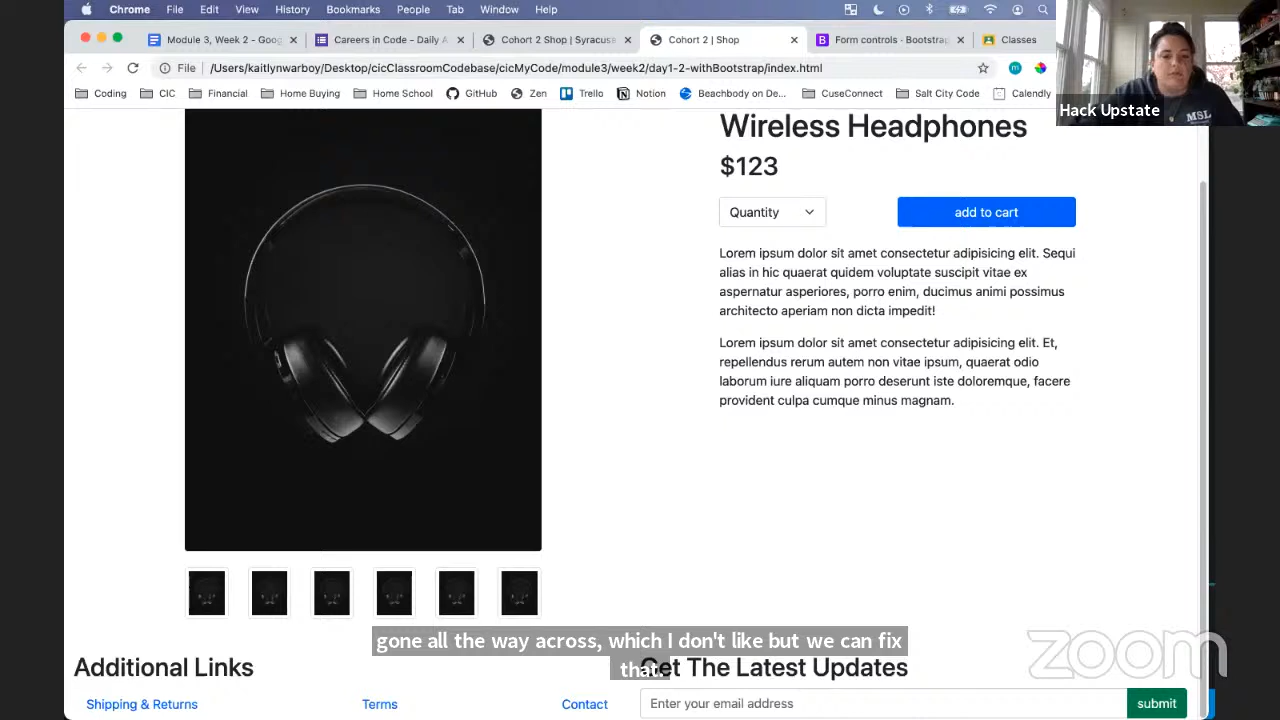 Chrome File Edit View History Bookmarks People Tab Window Help
Module 3, Week 2 - Goog
Careers in Code - Daily A
Cohort 2 Shop | Syracus
Cohort 2 | Shop
Form controls · Bootstrap
Classes
File /Users/kaitlynwarboy/Desktop/cicClassroomCodebase/cicMyCode/module3/week2/day1-2-withBootstrap/index.html
Coding CIC Financial Home Buying Home School GitHub Zen Trello Notion Beachbody on De... CuseConnect Salt City Code Calendly
MSL
Hack Upstate
Wireless Headphones
$123
Quantity
add to cart
Lorem ipsum dolor sit amet consectetur adipisicing elit. Sequi
alias in hic quaerat quidem voluptate suscipit vitae ex
aspernatur asperiores, porro enim, ducimus animi possimus
architecto aperiam non dicta impedit!
Lorem ipsum dolor sit amet consectetur adipisicing elit. Et,
repellendus rerum autem non vitae ipsum, quaerat odio
laborum iure aliquam porro deserunt iste doloremque, facere
provident culpa cumque minus magnam.
gone all the way across, which I don't like but we can fix
that.
zoom
Additional Links
Get The Latest Updates
Shipping & Returns
Terms
Contact
Enter your email address
submit